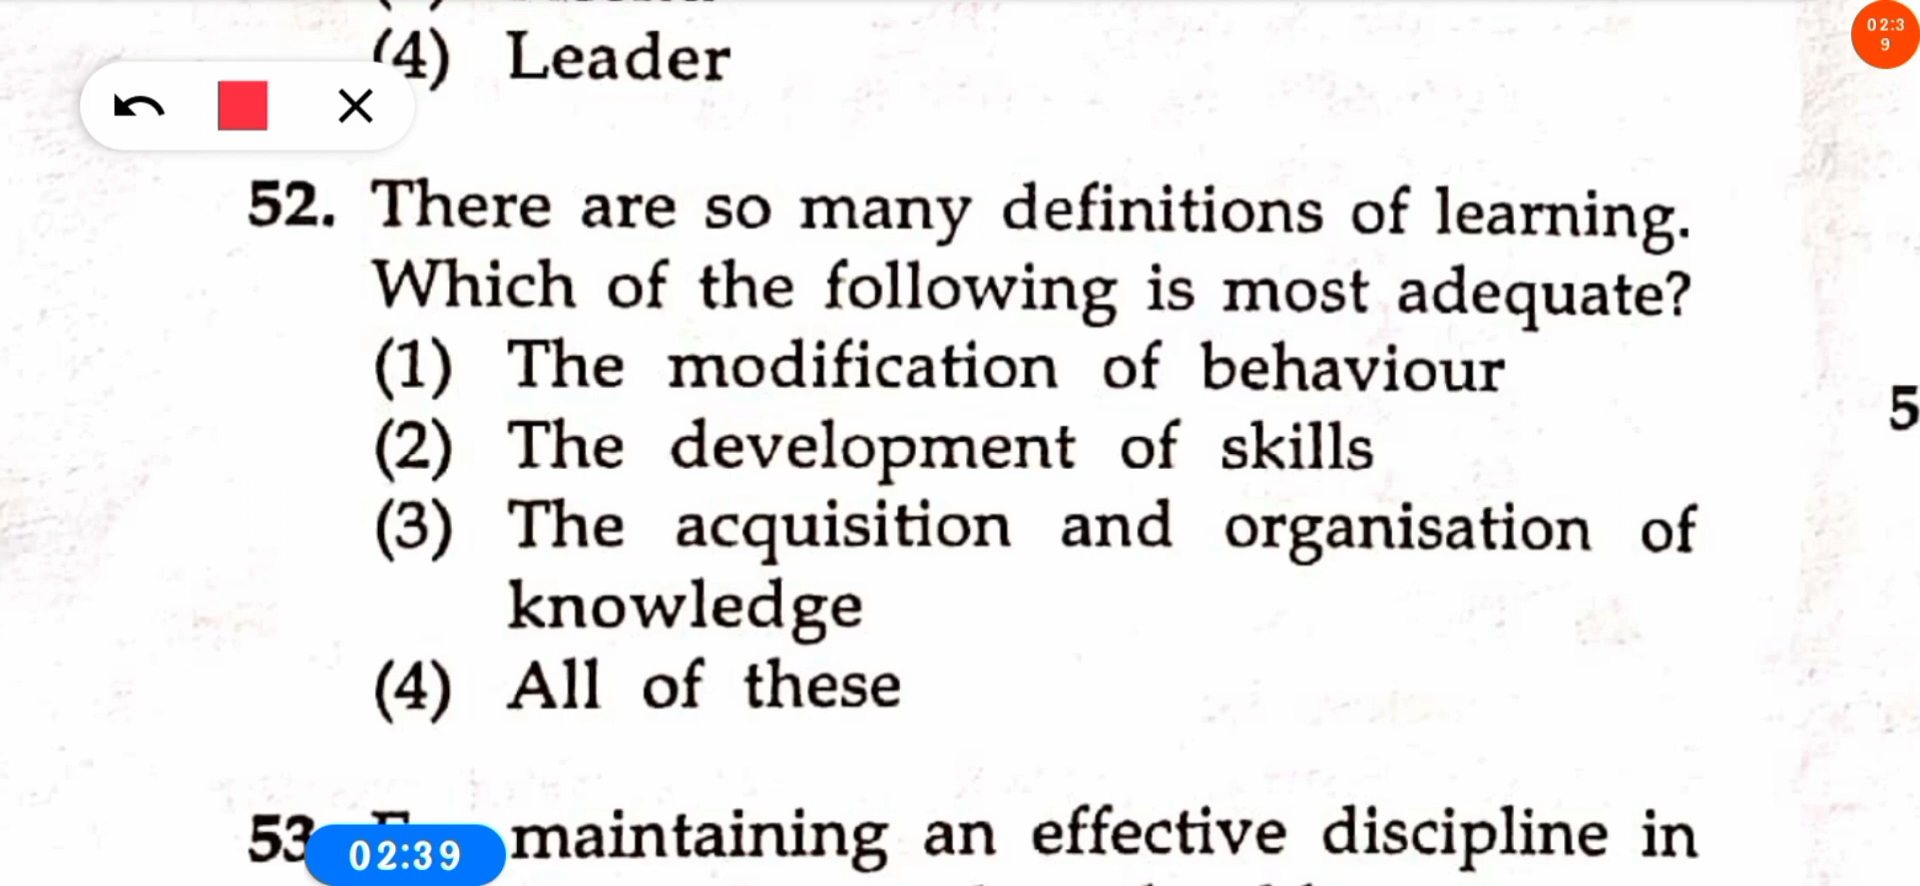 (4) Leader
02:3
9
52. There are so many definitions of learning.
Which of the following is most adequate?
(1) The modification of behaviour
(2) The development of skills
(3) The acquisition and organisation of
knowledge
(4) All of these
5
53 maintaining an effective discipline in
02:39